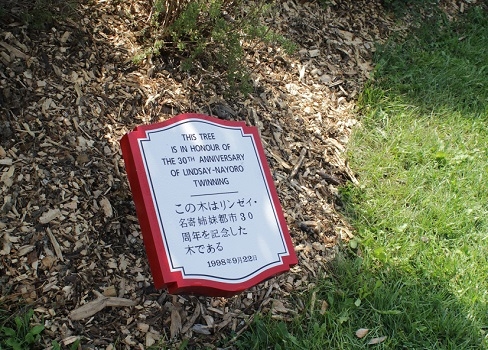 THIS TREE
IS IN HONOUR OF
THE 30TH ANNIVERSARY
OF LINDSAY-NAYORO
TWINNING
この木はリンゼイ・
名寄姉妹都市30
周年を記念した
木である
1998年9月22日